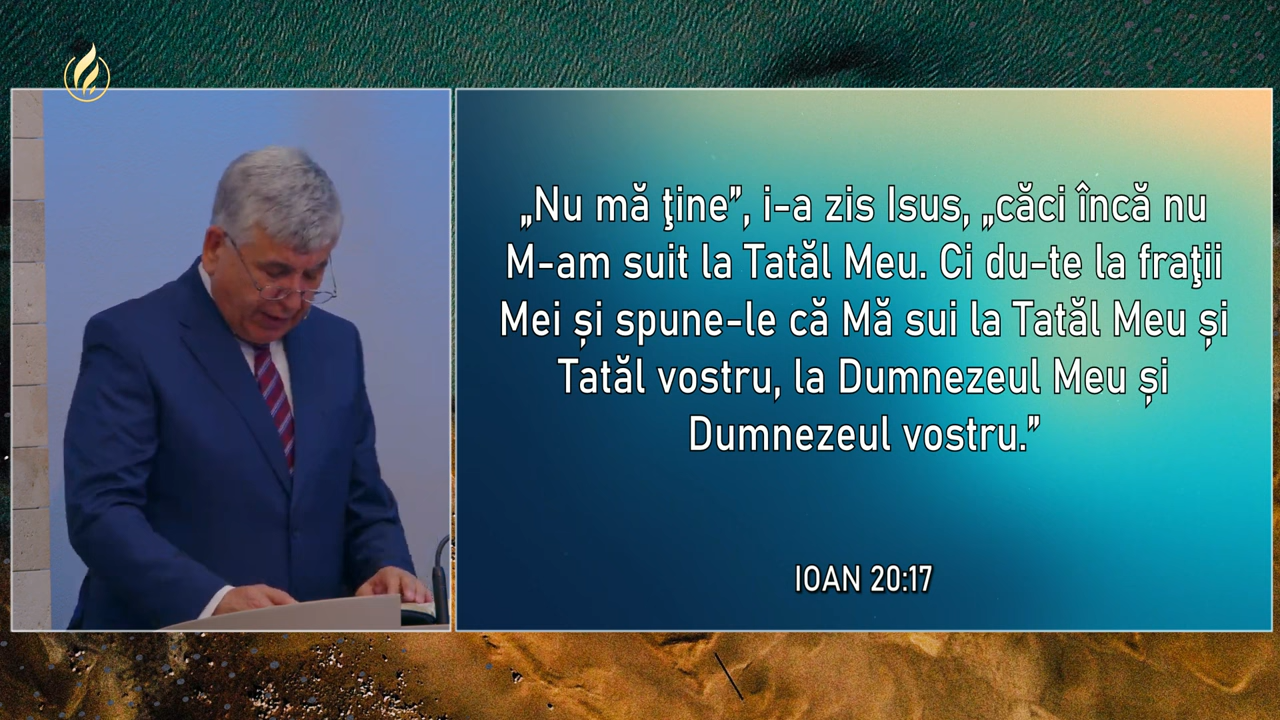 „Nu mă ţine”, i-a zis Isus, „căci încă nu
M-am suit la Tatăl Meu. Ci du-te la fraţii
Mei și spune-le că Mă sui la Tatăl Meu și
Tatăl vostru, la Dumnezeul Meu și
Dumnezeul vostru.”
IOAN 20:17